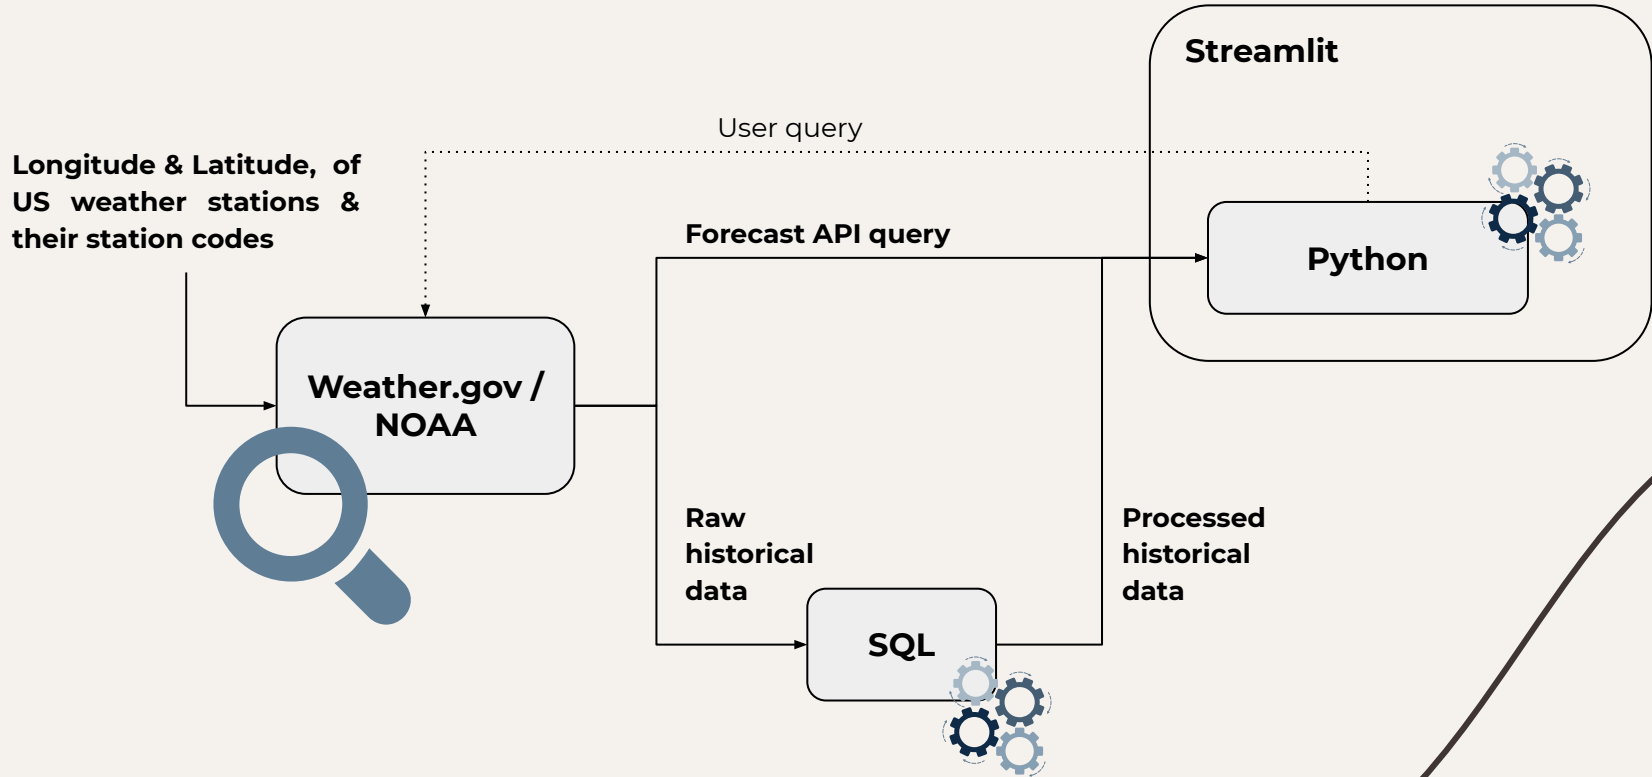 Streamlit
User query
Longitude & Latitude, of
US weather stations &
their station codes
Forecast API query
Python
Weather.gov /
NOAA
Raw
historical
data
Processed
historical
data
SQL